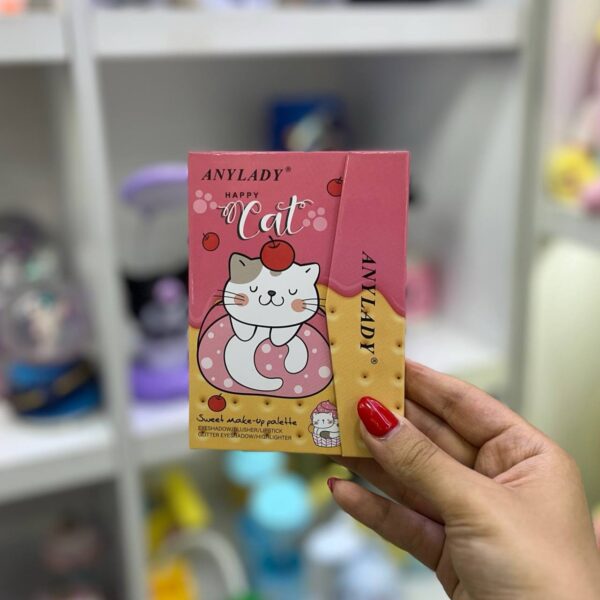 ANYLADY®
HAPPY
Cat
ANYLADY®
Sweet make-up palette
EYESHADOW/BLUSHER/LIPSTICK
GLITTER EYESHADOW/HIGHLIGHTER